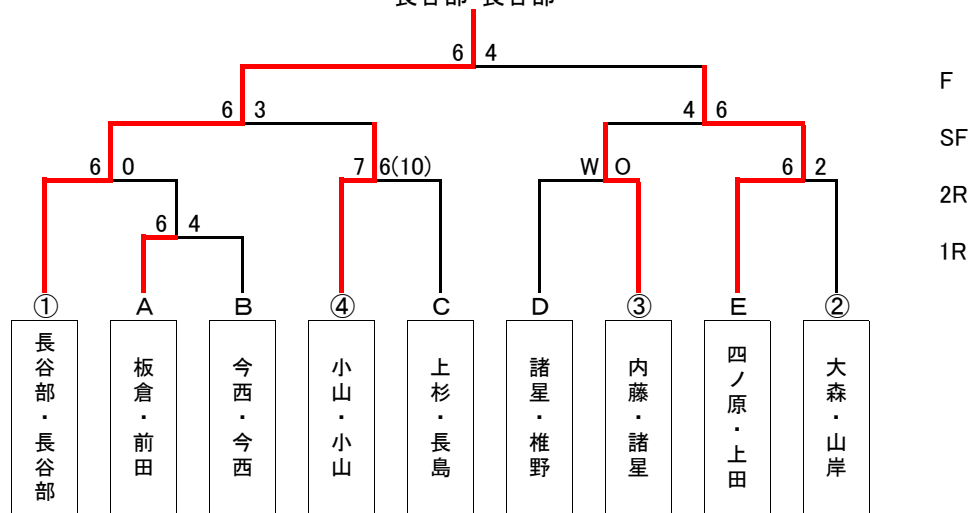 長谷部・長谷部
6 4
F
6 3
4 6
SF
6 0
7 6(10)
W O
6 2
2R
6 4
1R
① A B ④ C D ③ E ②
長谷部・長谷部
板倉・前田
今西・今西
小山・小山
上杉・長島
諸星・椎野
内藤・諸星
四ノ原・上田
大森・山岸